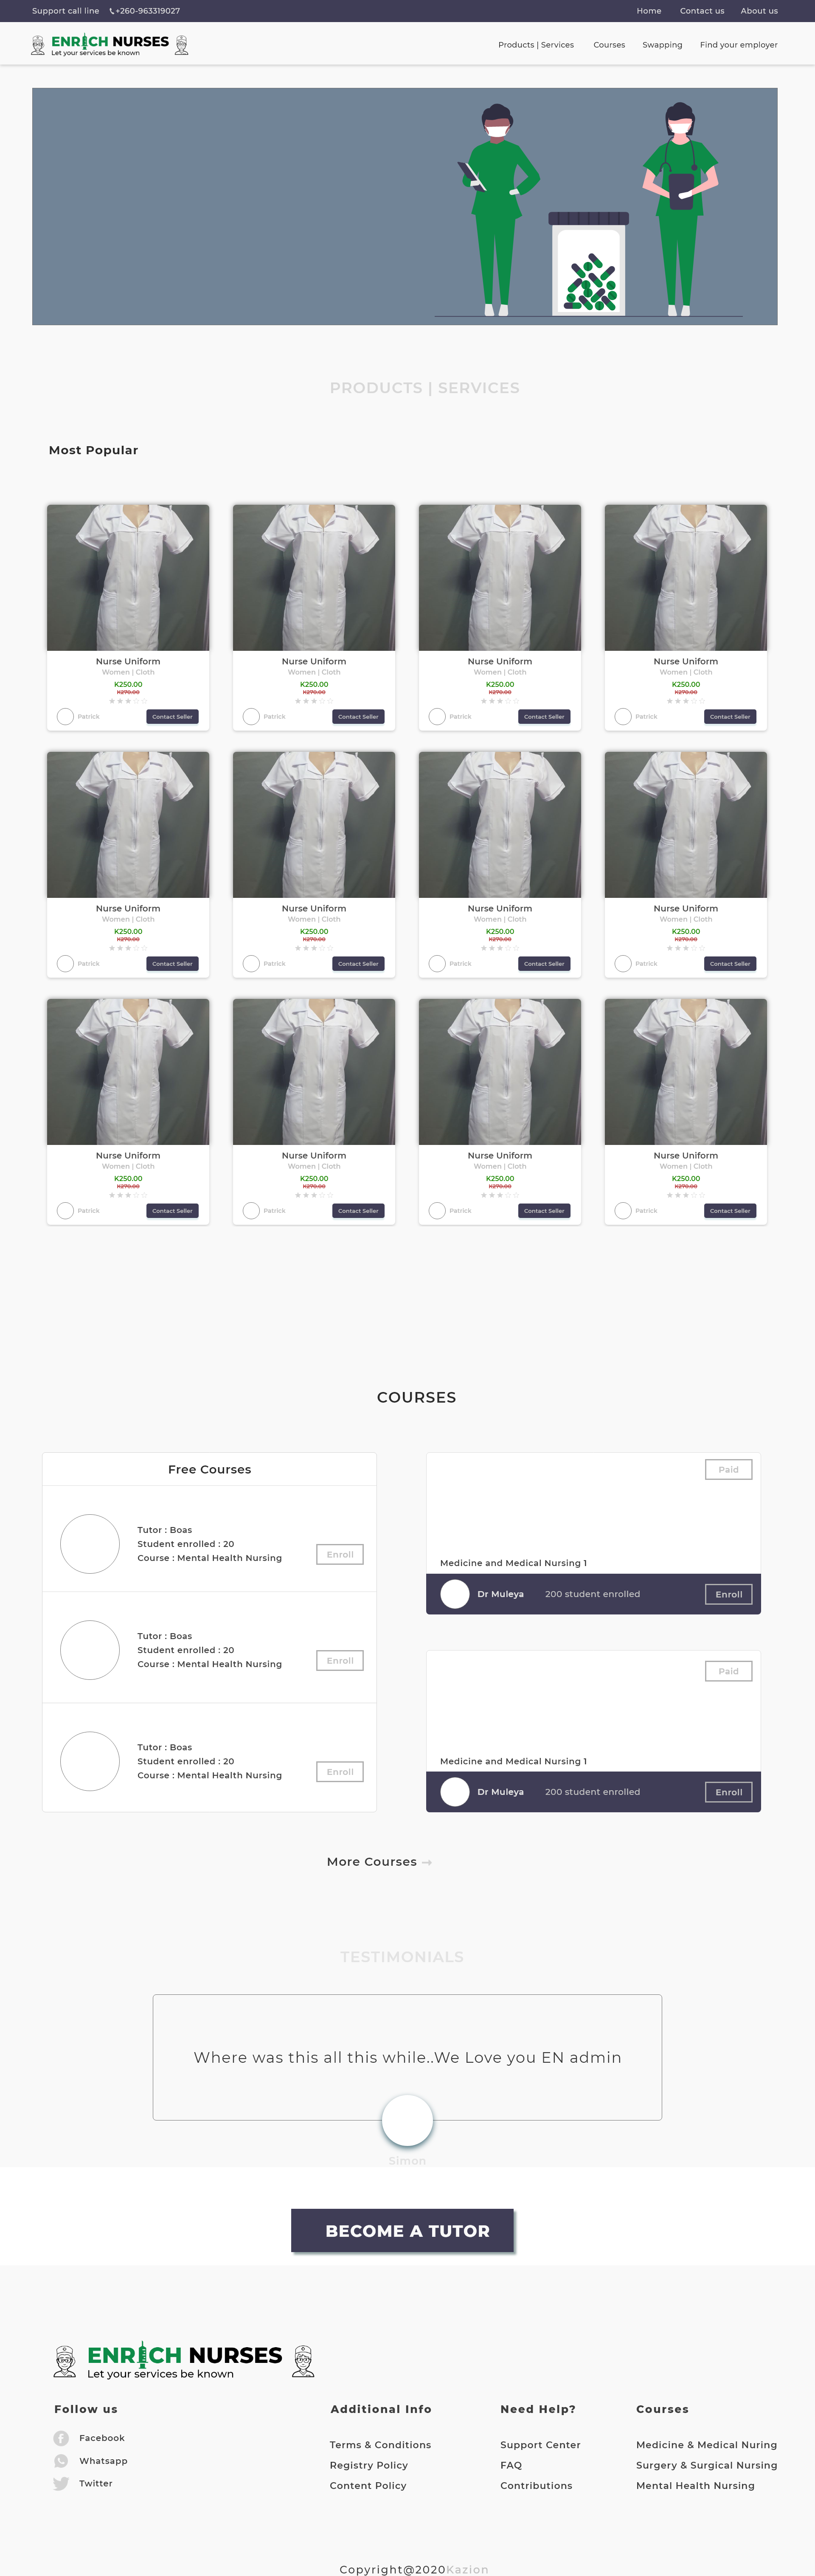 Support call line +260-963319027 Home Contact us About us
ENRICH NURSES
Let your services be known
Products | Services Courses Swapping Find your employer
PRODUCTS | SERVICES
Most Popular
Nurse Uniform Nurse Uniform Nurse Uniform Nurse Uniform
Women | Cloth Women | Cloth Women | Cloth Women | Cloth
K250.00 K250.00 K250.00 K250.00
K270.00 K270.00 K270.00 K270.00
Patrick Contact Seller Patrick Contact Seller Patrick Contact Seller Patrick Contact Seller
Nurse Uniform Nurse Uniform Nurse Uniform Nurse Uniform
Women | Cloth Women | Cloth Women | Cloth Women | Cloth
K250.00 K250.00 K250.00 K250.00
K270.00 K270.00 K270.00 K270.00
Patrick Contact Seller Patrick Contact Seller Patrick Contact Seller Patrick Contact Seller
Nurse Uniform Nurse Uniform Nurse Uniform Nurse Uniform
Women | Cloth Women | Cloth Women | Cloth Women | Cloth
K250.00 K250.00 K250.00 K250.00
K270.00 K270.00 K270.00 K270.00
Patrick Contact Seller Patrick Contact Seller Patrick Contact Seller Patrick Contact Seller
COURSES
Free Courses
Tutor : Boas
Student enrolled : 20
Course : Mental Health Nursing
Enroll
Tutor : Boas
Student enrolled : 20
Course : Mental Health Nursing
Enroll
Tutor : Boas
Student enrolled : 20
Course : Mental Health Nursing
Enroll
Paid
Medicine and Medical Nursing 1
Dr Muleya 200 student enrolled Enroll
Paid
Medicine and Medical Nursing 1
Dr Muleya 200 student enrolled Enroll
More Courses →
TESTIMONIALS
Where was this all this while..We Love you EN admin
Simon
BECOME A TUTOR
ENRICH NURSES
Let your services be known
Follow us
Facebook
Whatsapp
Twitter
Additional Info
Terms & Conditions
Registry Policy
Content Policy
Need Help?
Support Center
FAQ
Contributions
Courses
Medicine & Medical Nuring
Surgery & Surgical Nursing
Mental Health Nursing
Copyright@2020Kazion